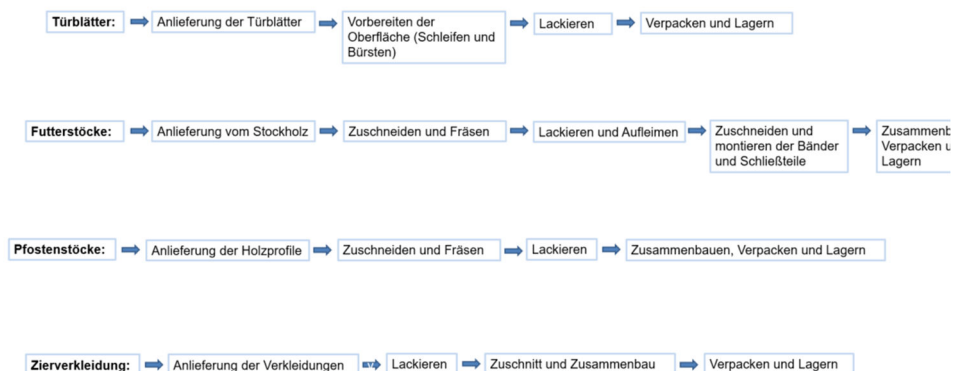 Türblätter: Anlieferung der Türblätter Vorbereiten der Lackieren Verpacken und Lagern
Oberfläche (Schleifen und
Bürsten)
Futterstöcke: Anlieferung vom Stockholz Zuschneiden und Fräsen Lackieren und Aufleimen Zuschneiden und Zusammenb
montieren der Bänder Verpacken u
und Schließteile Lagern
Pfostenstöcke: Anlieferung der Holzprofile Zuschneiden und Fräsen Lackieren Zusammenbauen, Verpacken und Lagern
Zierverkleidung: Anlieferung der Verkleidungen Lackieren Zuschnitt und Zusammenbau Verpacken und Lagern